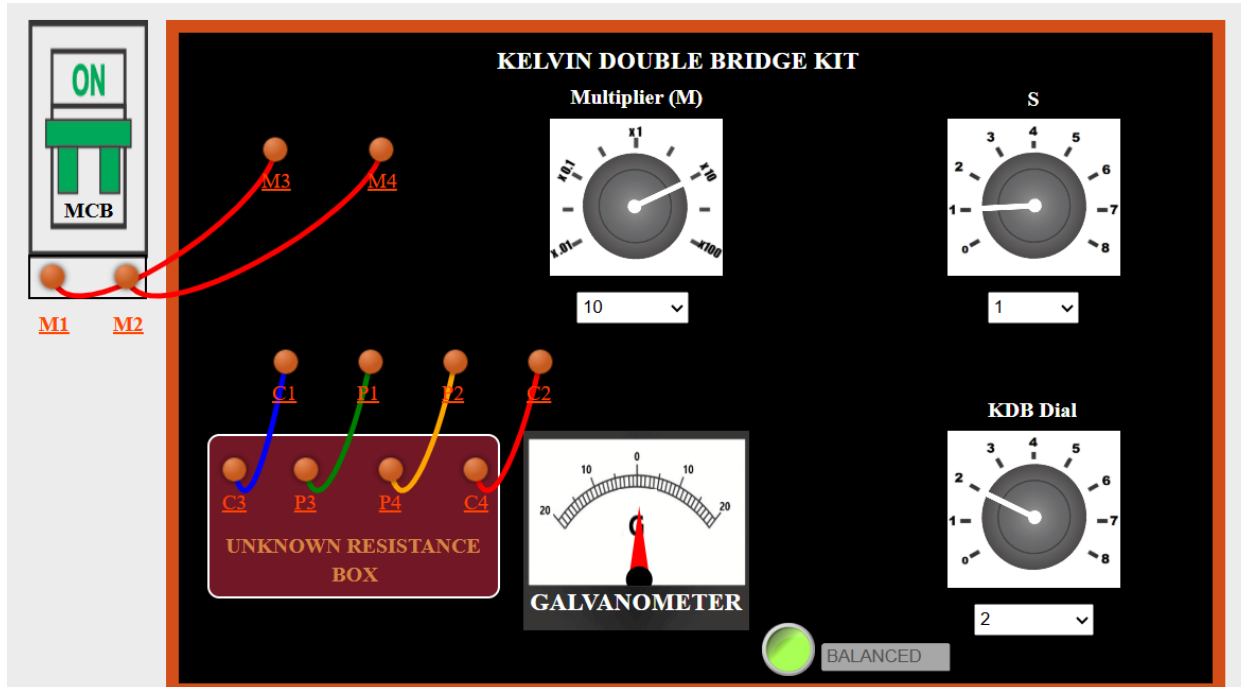 KELVIN DOUBLE BRIDGE KIT
ON
MCB
M1 M2
M3 M4
Multiplier (M)
x.01 x0.1 x1 x10 x100
10
S
0 1 2 3 4 5 6 7 8
1
C1 P1 P2 C2
C3 P3 P4 C4
UNKNOWN RESISTANCE
BOX
20 10 0 10 20
G
GALVANOMETER
KDB Dial
0 1 2 3 4 5 6 7 8
2
BALANCED